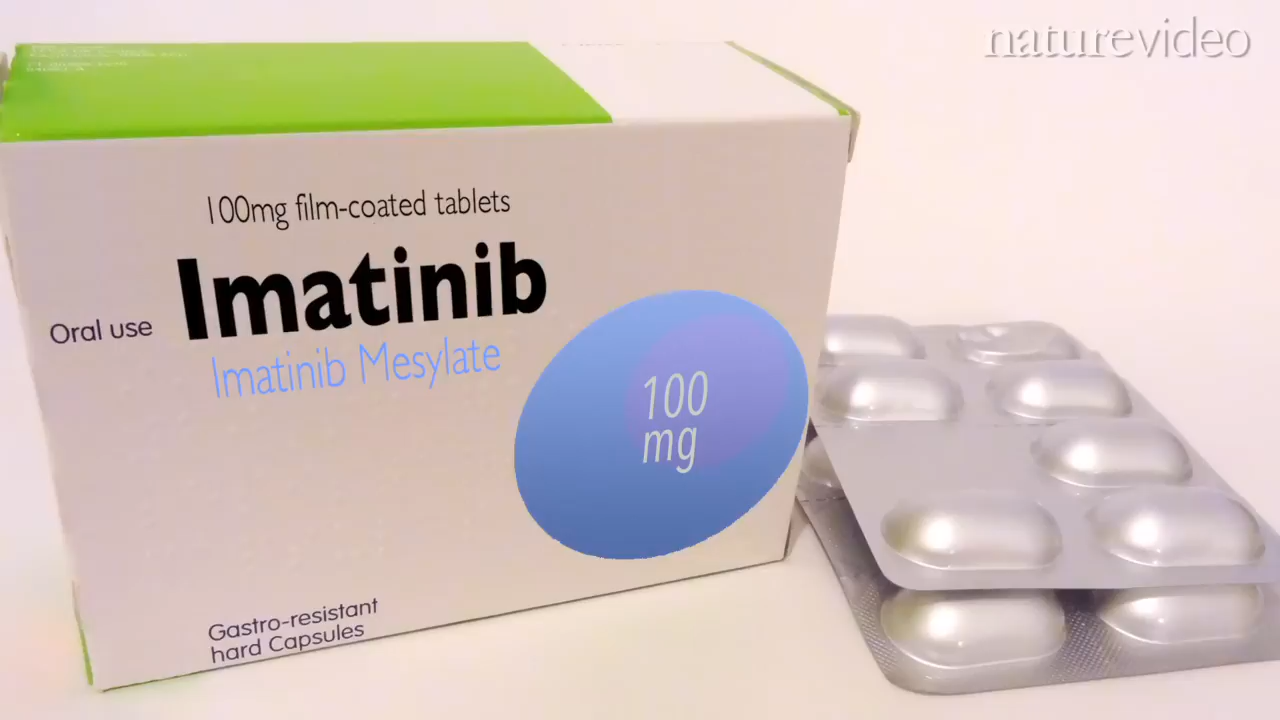 naturevideo
100mg film-coated tablets
Imatinib
Oral use
Imatinib Mesylate
100
mg
Gastro-resistant
hard Capsules